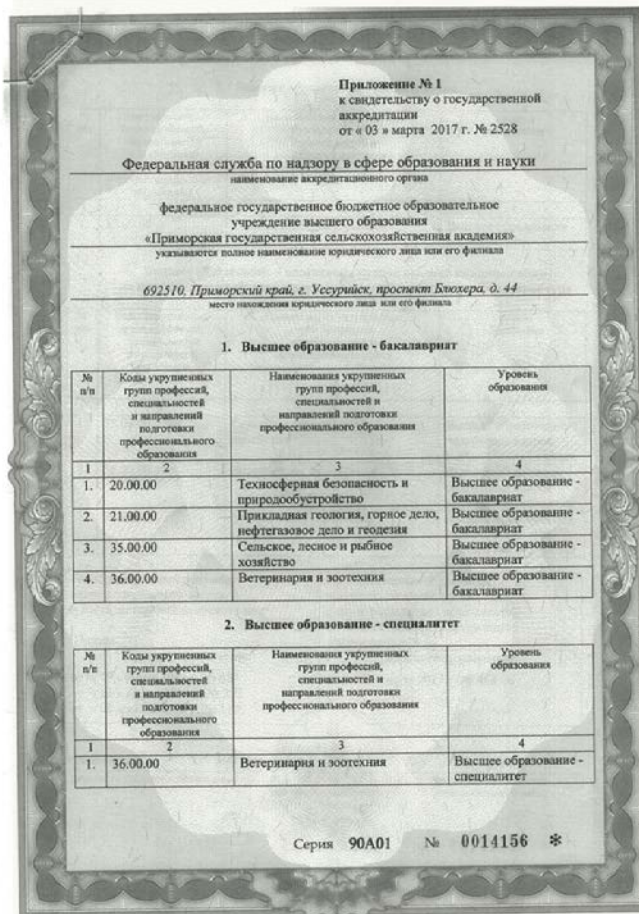 Приложение № 1
к свидетельству о государственной
аккредитации
от « 03 » марта 2017 г. № 2528
Федеральная служба по надзору в сфере образования и науки
наименование аккредитационного органа
федеральное государственное бюджетное образовательное
учреждение высшего образования
«Приморская государственная сельскохозяйственная академия»
указываются полное наименование юридического лица или его филиала
692510, Приморский край, г. Уссурийск, проспект Блюхера, д. 44
место нахождения юридического лица или его филиала
1. Высшее образование - бакалавриат
№ п/п
Коды укрупненных
групп профессий,
специальностей
и направлений
подготовки
профессионального
образования
Наименования укрупненных
групп профессий,
специальностей и
направлений подготовки
профессионального образования
Уровень
образования
1 2 3 4
1. 20.00.00 Техносферная безопасность и Высшее образование -
природообустройство бакалавриат
2. 21.00.00 Прикладная геология, горное дело, Высшее образование -
нефтегазовое дело и геодезия бакалавриат
3. 35.00.00 Сельское, лесное и рыбное Высшее образование -
хозяйство бакалавриат
4. 36.00.00 Ветеринария и зоотехния Высшее образование -
бакалавриат
2. Высшее образование - специалитет
№ п/п
Коды укрупненных
групп профессий,
специальностей
и направлений
подготовки
профессионального
образования
Наименования укрупненных
групп профессий,
специальностей и
направлений подготовки
профессионального образования
Уровень
образования
1 2 3 4
1. 36.00.00 Ветеринария и зоотехния Высшее образование -
специалитет
Серия 90А01 № 0014156 *